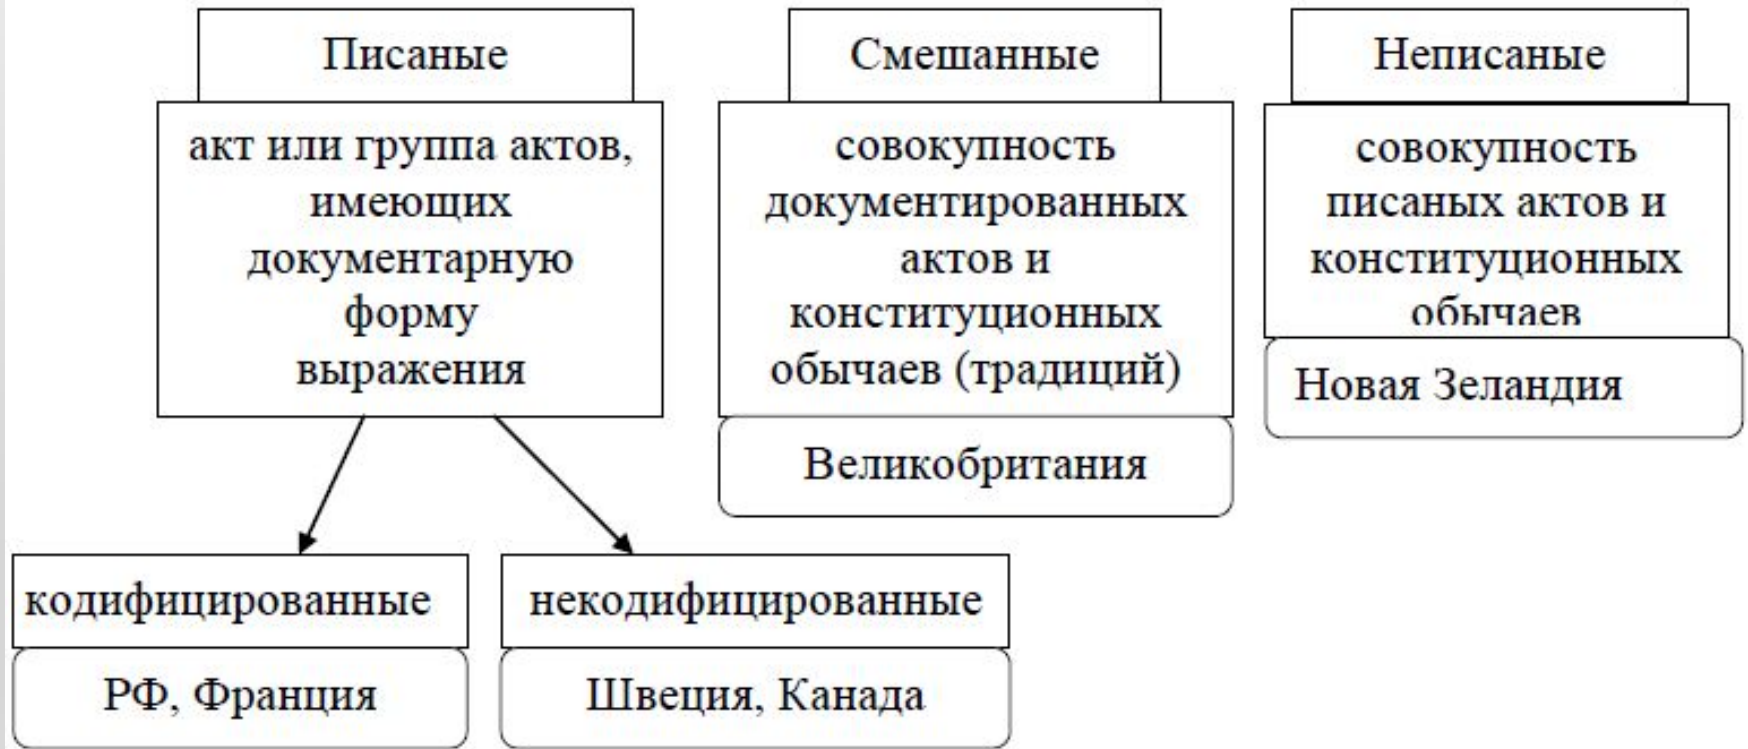 Писаные
акт или группа актов,
имеющих
документарную
форму
выражения
кодифицированные
РФ, Франция
некодифицированные
Швеция, Канада
Смешанные
совокупность
документированных
актов и
конституционных
обычаев (традиций)
Великобритания
Неписаные
совокупность
писаных актов и
конституционных
обычаев
Новая Зеландия